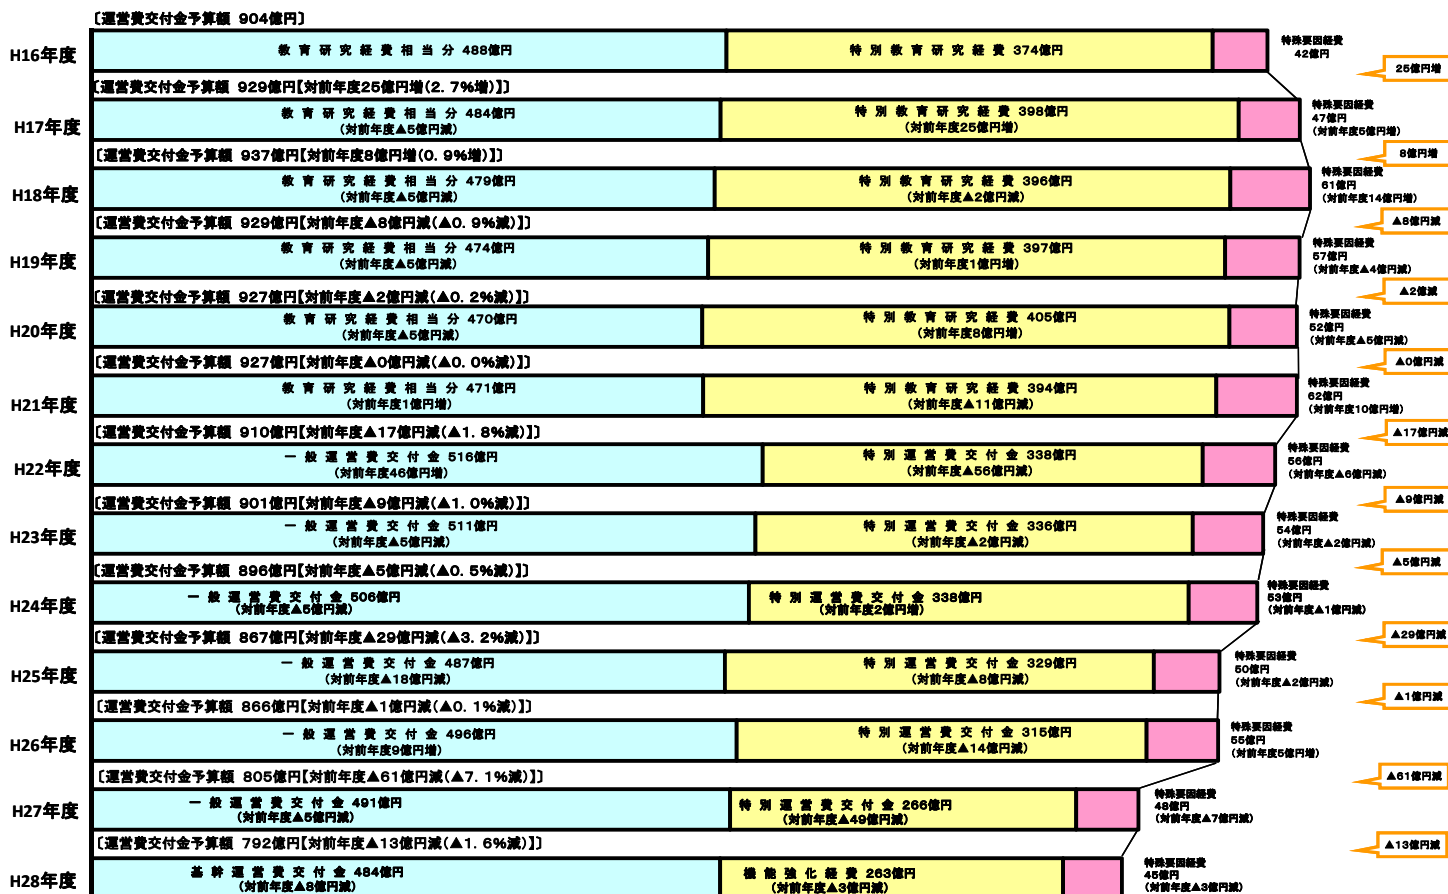 〔運営費交付金予算額 904億円〕
H16年度
教育研究経費相当分 488億円
特別教育研究経費 374億円
特殊要因経費
42億円
25億円増
〔運営費交付金予算額 929億円【対前年度25億円増(2.7%増)】〕
H17年度
教育研究経費相当分 484億円
(対前年度▲5億円減)
特別教育研究経費 398億円
(対前年度25億円増)
特殊要因経費
47億円
(対前年度5億円増)
8億円増
〔運営費交付金予算額 937億円【対前年度8億円増(0.9%増)】〕
H18年度
教育研究経費相当分 479億円
(対前年度▲5億円減)
特別教育研究経費 396億円
(対前年度▲2億円減)
特殊要因経費
61億円
(対前年度14億円増)
▲8億円減
〔運営費交付金予算額 929億円【対前年度▲8億円減(▲0.9%減)】〕
H19年度
教育研究経費相当分 474億円
(対前年度▲5億円減)
特別教育研究経費 397億円
(対前年度1億円増)
特殊要因経費
57億円
(対前年度▲4億円減)
▲2億減
〔運営費交付金予算額 927億円【対前年度▲2億円減(▲0.2%減)】〕
H20年度
教育研究経費相当分 470億円
(対前年度▲5億円減)
特別教育研究経費 405億円
(対前年度8億円増)
特殊要因経費
52億円
(対前年度▲5億円減)
▲0億円減
〔運営費交付金予算額 927億円【対前年度▲0億円減(▲0.0%減)】〕
H21年度
教育研究経費相当分 471億円
(対前年度1億円増)
特別教育研究経費 394億円
(対前年度▲11億円減)
特殊要因経費
62億円
(対前年度10億円増)
▲17億円減
〔運営費交付金予算額 910億円【対前年度▲17億円減(▲1.8%減)】〕
H22年度
一般運営費交付金 516億円
(対前年度46億円増)
特別運営費交付金 338億円
(対前年度▲56億円減)
特殊要因経費
56億円
(対前年度▲6億円減)
▲9億円減
〔運営費交付金予算額 901億円【対前年度▲9億円減(▲1.0%減)】〕
H23年度
一般運営費交付金 511億円
(対前年度▲5億円減)
特別運営費交付金 336億円
(対前年度▲2億円減)
特殊要因経費
54億円
(対前年度▲2億円減)
▲5億円減
〔運営費交付金予算額 896億円【対前年度▲5億円減(▲0.5%減)】〕
H24年度
一般運営費交付金 506億円
(対前年度▲5億円減)
特別運営費交付金 338億円
(対前年度2億円増)
特殊要因経費
53億円
(対前年度▲1億円減)
▲29億円減
〔運営費交付金予算額 867億円【対前年度▲29億円減(▲3.2%減)】〕
H25年度
一般運営費交付金 487億円
(対前年度▲18億円減)
特別運営費交付金 329億円
(対前年度▲8億円減)
特殊要因経費
50億円
(対前年度▲2億円減)
▲1億円減
〔運営費交付金予算額 866億円【対前年度▲1億円減(▲0.1%減)】〕
H26年度
一般運営費交付金 496億円
(対前年度9億円増)
特別運営費交付金 315億円
(対前年度▲14億円減)
特殊要因経費
55億円
(対前年度5億円増)
▲61億円減
〔運営費交付金予算額 805億円【対前年度▲61億円減(▲7.1%減)】〕
H27年度
一般運営費交付金 491億円
(対前年度▲5億円減)
特別運営費交付金 266億円
(対前年度▲49億円減)
特殊要因経費
48億円
(対前年度▲7億円減)
▲13億円減
〔運営費交付金予算額 792億円【対前年度▲13億円減(▲1.6%減)】〕
H28年度
基幹運営費交付金 484億円
(対前年度▲8億円減)
機能強化経費 263億円
(対前年度▲3億円減)
特殊要因経費
45億円
(対前年度▲3億円減)